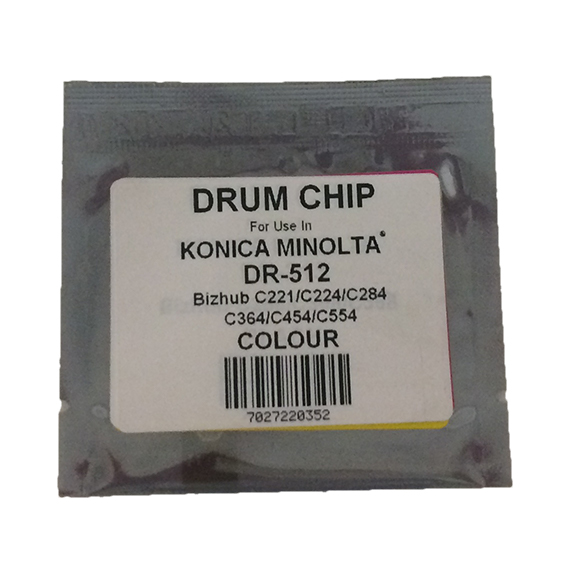 DRUM CHIP
For Use In
KONICA MINOLTA®
DR-512
Bizhub C221/C224/C284
C364/C454/C554
COLOUR
7027220352